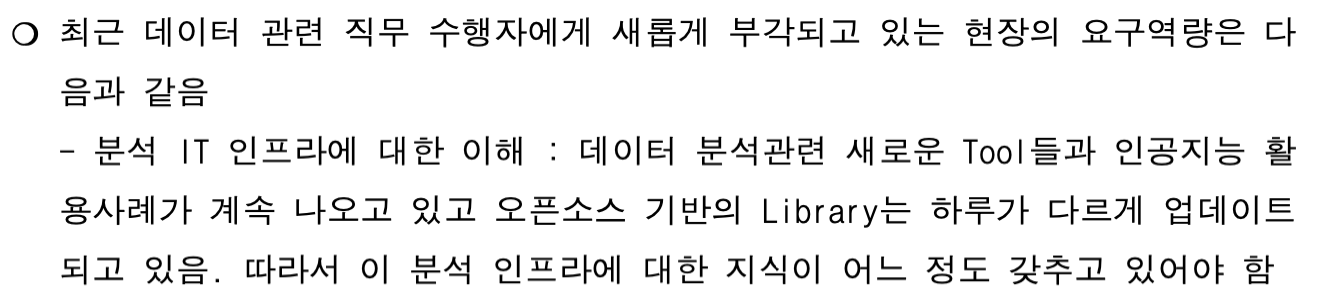 ❍ 최근 데이터 관련 직무 수행자에게 새롭게 부각되고 있는 현장의 요구역량은 다
음과 같음
- 분석 IT 인프라에 대한 이해 : 데이터 분석관련 새로운 Tool들과 인공지능 활
용사례가 계속 나오고 있고 오픈소스 기반의 Library는 하루가 다르게 업데이트
되고 있음. 따라서 이 분석 인프라에 대한 지식이 어느 정도 갖추고 있어야 함